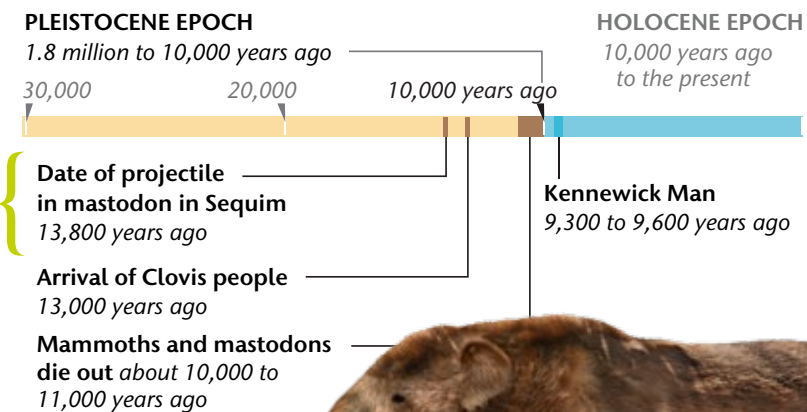 PLEISTOCENE EPOCH
1.8 million to 10,000 years ago
HOLOCENE EPOCH
10,000 years ago
to the present
30,000
20,000
10,000 years ago
Date of projectile
in mastodon in Sequim
13,800 years ago
Kennewick Man
9,300 to 9,600 years ago
Arrival of Clovis people
13,000 years ago
Mammoths and mastodons
die out about 10,000 to
11,000 years ago